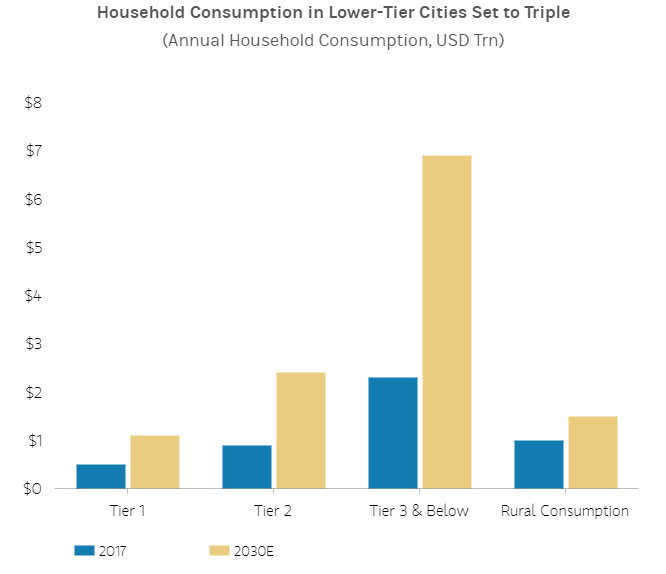 Household Consumption in Lower-Tier Cities Set to Triple
(Annual Household Consumption, USD Trn)
$8
$7
$6
$5
$4
$3
$2
$1
$0
Tier 1
Tier 2
Tier 3 & Below
Rural Consumption
2017
2030E